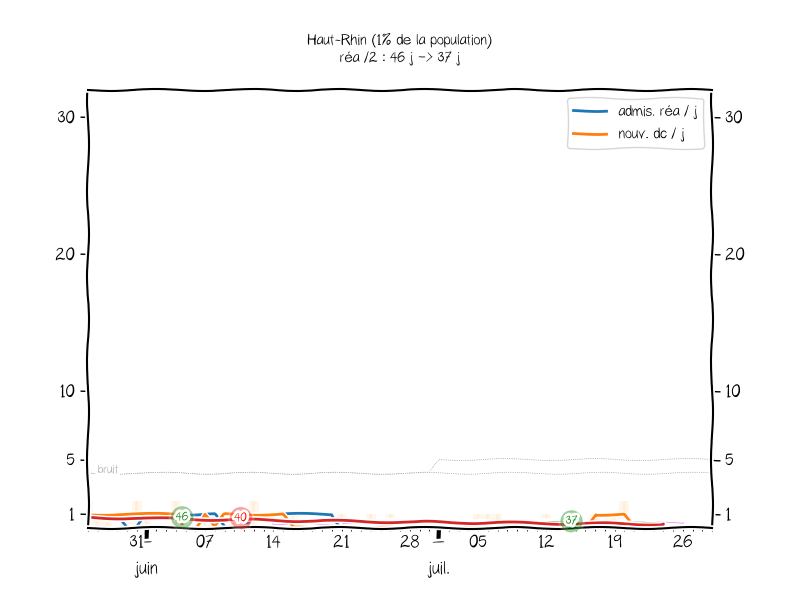 Haut-Rhin (1% de la population)
réa /2 : 46 j -> 37 j
admis. réa / j
nouv. dc / j
30 30
20 20
10 10
5 5
bruit
1 1
46 40 37
31 07 14 21 28 05 12 19 26
juin juil.